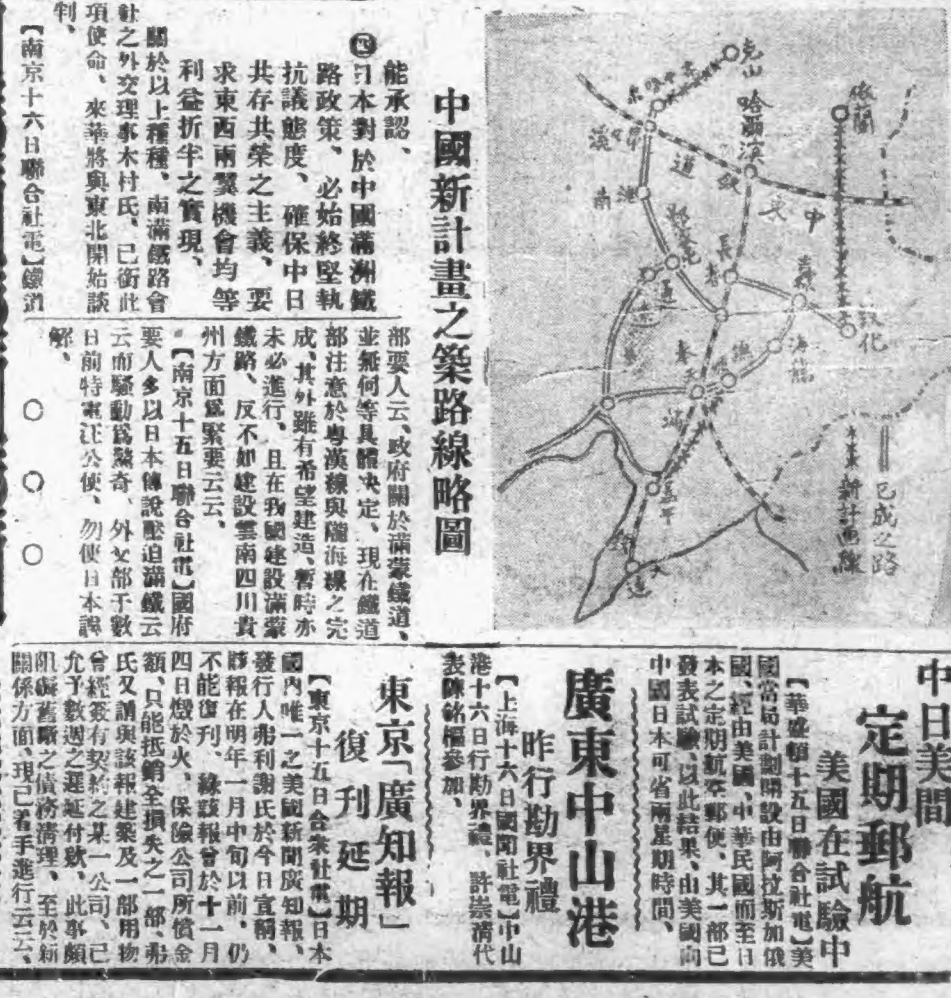 中國新計畫之築路線略圖
克山
哈爾濱
依蘭
中東鐵道
洮南
長春
敦化
海龍
奉天
大連
已成之路
新計画線
能承認、
㈣日本對於中國滿洲鐵
路政策、必始終堅執
抗議態度、確保中日
共存共榮之主義、要
求東西兩翼機會均等
利益折半之實現、
關於以上種種、南滿鐵路會
社之外交理事木村氏、已銜此
項使命、來華將與東北開始談
判、
【南京十六日聯合社電】鐵道
部要人云、政府關於滿蒙鐵道、
並無何等具體决定、現在鐵道
部注意於粤漢線與隴海線之完
成、其外雖有希望建造、暫時亦
未必進行、且在我國建設滿蒙
鐵路、反不如建設雲南四川貴
州方面爲緊要云云、
【南京十五日聯合社電】國府
要人多以日本傳說壓迫滿鐵云
云而騷動爲驚奇、外交部于數
日前特電汪公使、勿使日本誤
解、
○ ○ ○
中日美間
定期郵航
美國在試驗中
【華盛頓十五日聯合社電】美
國當局計劃開設由阿拉斯加俄
國、經由美國、中華民國而至日
本之定期航空郵便、其一部已
發表試驗、以此結果、由美國向
中國日本可省兩星期時間、
廣東中山港
昨行勘界禮
【上海十六日國聞社電】中山
港十六日行勘界禮、許崇清代
表陳銘樞參加、
東京「廣知報」
復刊延期
【東京十五日合衆社電】日本
國內唯一之美國新聞廣知報、
發行人弗利謝氏於今日宣稱、
該報在明年一月中旬以前、仍
不能復刊、緣該報曾於十一月
四日燬於火、保險公司所償金
額、只能抵銷全損失之一部、弗
氏又請與該報建築及一部用物
曾經簽有契約之某一公司、已
允予數週之遲延付欵、此事頗
阻礙舊廠之債務清理、至於新
關係方面、現已着手進行云云、